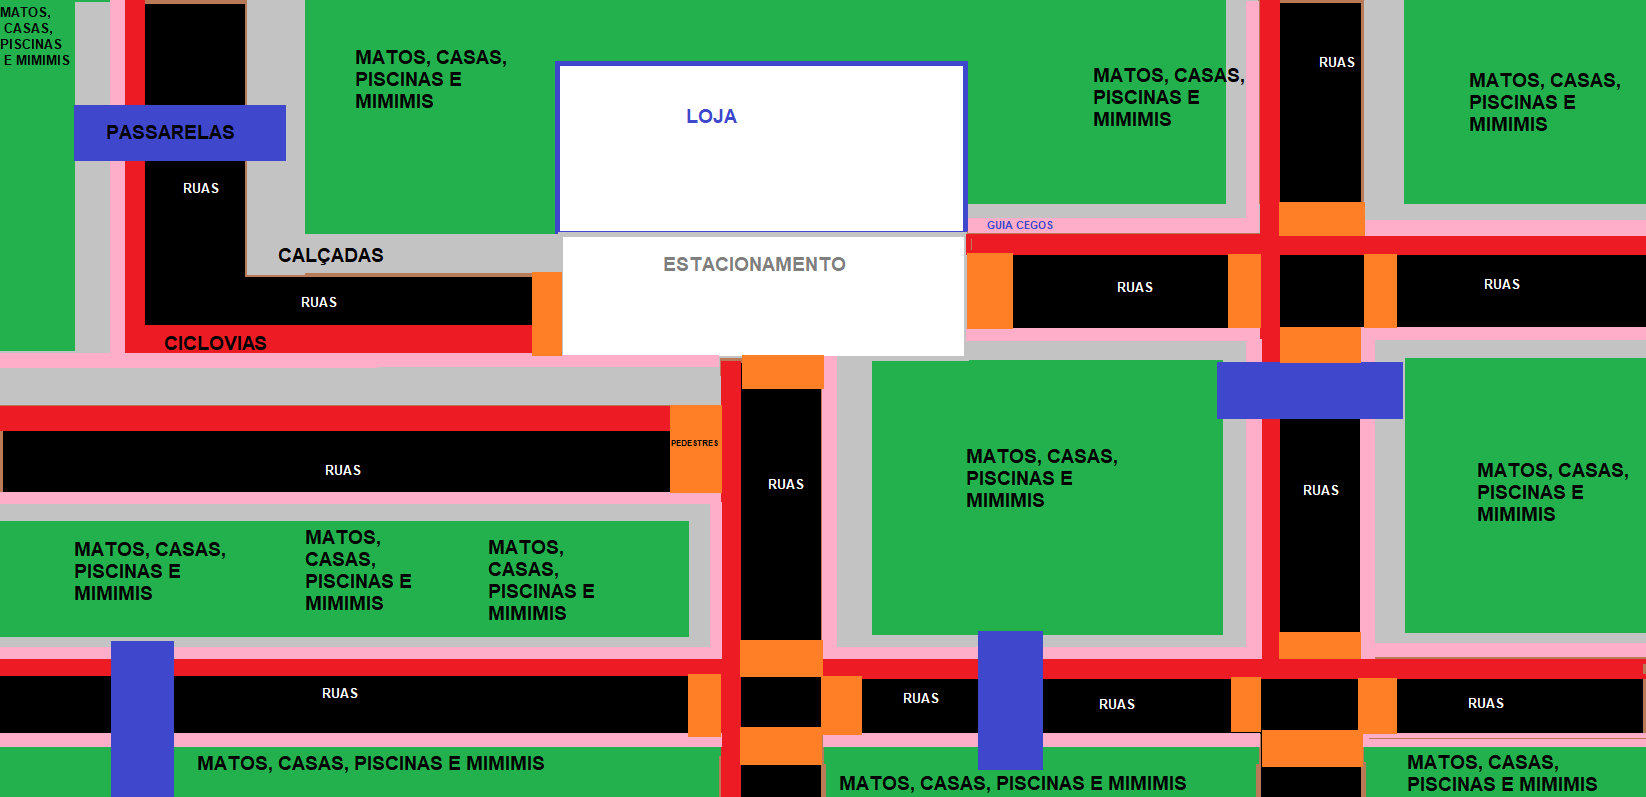 MATOS,
CASAS,
PISCINAS
E MIMIMIS
MATOS, CASAS,
PISCINAS E
MIMIMIS
LOJA
MATOS, CASAS,
PISCINAS E
MIMIMIS
RUAS
MATOS, CASAS,
PISCINAS E
MIMIMIS
PASSARELAS
RUAS
GUIA CEGOS
CALÇADAS
ESTACIONAMENTO
RUAS
RUAS
RUAS
CICLOVIAS
PEDESTRES
RUAS
RUAS
MATOS, CASAS,
PISCINAS E
MIMIMIS
RUAS
MATOS, CASAS,
PISCINAS E
MIMIMIS
MATOS, CASAS,
PISCINAS E
MIMIMIS
MATOS,
CASAS,
PISCINAS E
MIMIMIS
MATOS,
CASAS,
PISCINAS E
MIMIMIS
RUAS
RUAS
RUAS
RUAS
MATOS, CASAS, PISCINAS E MIMIMIS
MATOS, CASAS, PISCINAS E MIMIMIS
MATOS, CASAS,
PISCINAS E MIMIMIS